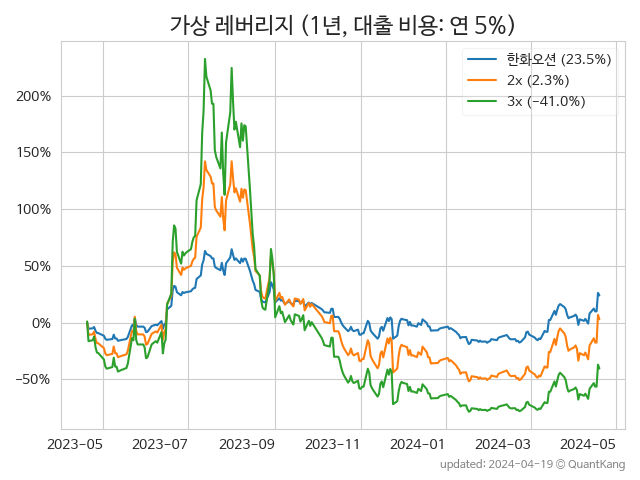 가상 레버리지 (1년, 대출 비용: 연 5%)
한화오션 (23.5%)
2x (2.3%)
3x (-41.0%)
200%
150%
100%
50%
0%
−50%
2023-05 2023-07 2023-09 2023-11 2024-01 2024-03 2024-05
updated: 2024-04-19 © QuantKang